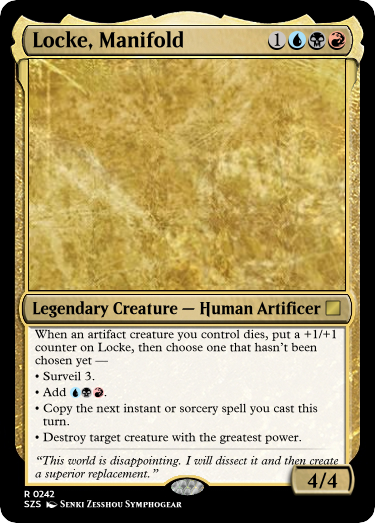 Locke, Manifold 1
Legendary Creature — Human Artificer
When an artifact creature you control dies, put a +1/+1
counter on Locke, then choose one that hasn't been
chosen yet —
• Surveil 3.
• Add .
• Copy the next instant or sorcery spell you cast this
turn.
• Destroy target creature with the greatest power.
"This world is disappointing. I will dissect it and then create
a superior replacement."
4/4
R 0242
SZS Senki Zesshou Symphogear